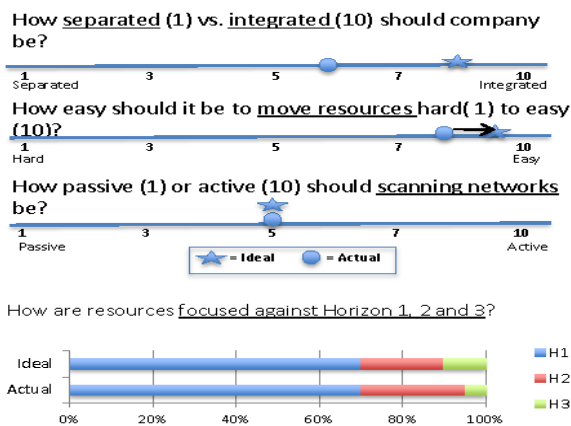 How separated (1) vs. integrated (10) should company
be?
1 3 5 7 10
Separated Integrated
How easy should it be to move resources hard( 1) to easy
(10)?
1 3 5 7 10
Hard Easy
How passive (1) or active (10) should scanning networks
be?
1 3 5 7 10
Passive Active
= Ideal = Actual
How are resources focused against Horizon 1, 2 and 3?
Ideal
Actual
0% 20% 40% 60% 80% 100%
H1
H2
H3